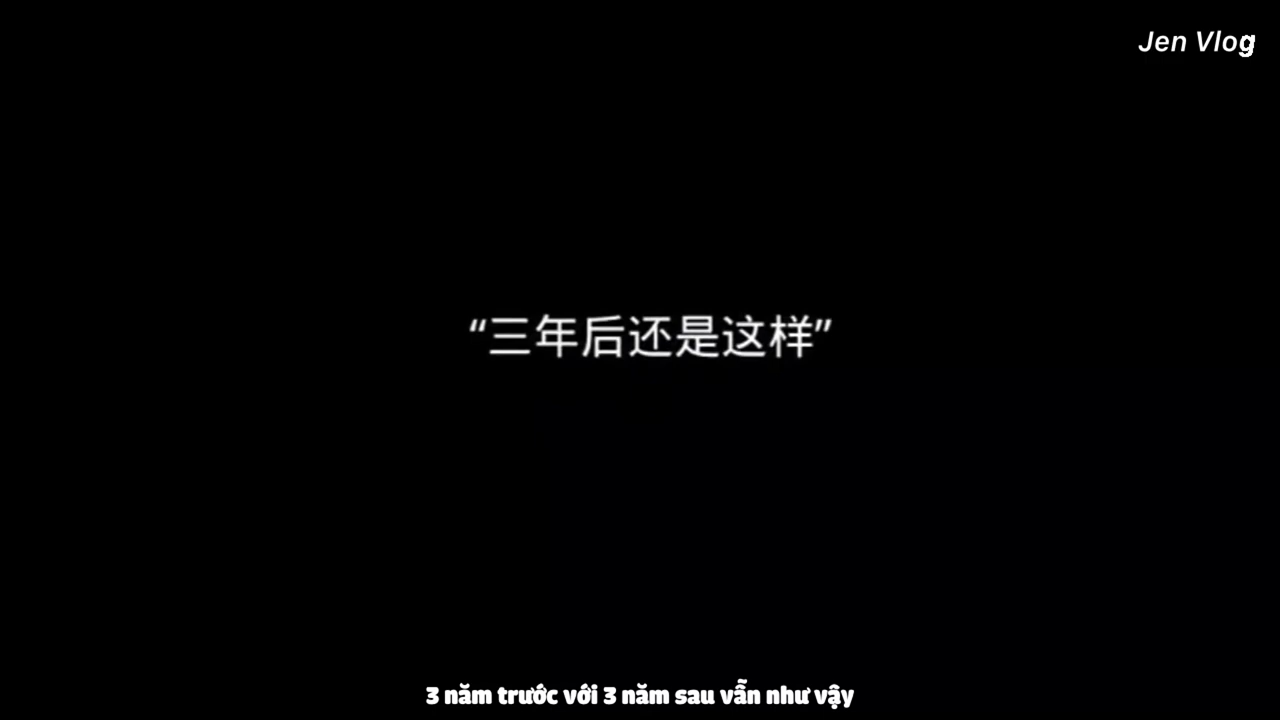 Jen Vlog
“三年后还是这样”
3 năm trước với 3 năm sau vẫn như vậy